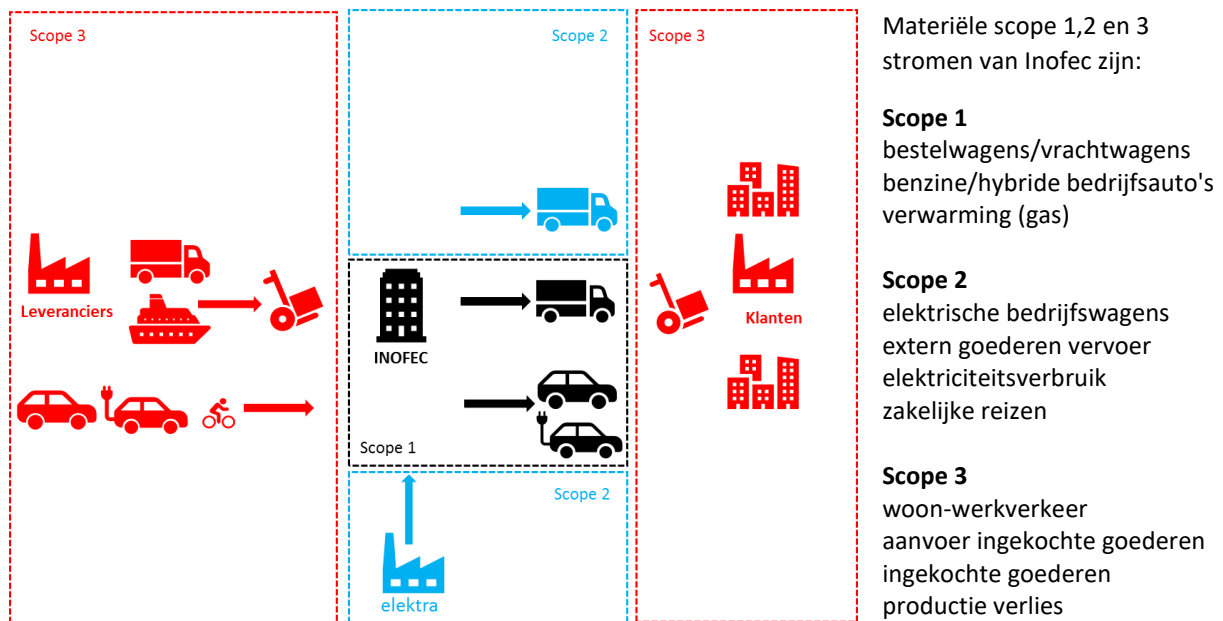 Scope 3
Scope 2
Scope 3
Leveranciers
INOFEC
Klanten
Scope 1
Scope 2
elektra
Materiële scope 1,2 en 3
stromen van Inofec zijn:
Scope 1
bestelwagens/vrachtwagens
benzine/hybride bedrijfsauto's
verwarming (gas)
Scope 2
elektrische bedrijfswagens
extern goederen vervoer
elektriciteitsverbruik
zakelijke reizen
Scope 3
woon-werkverkeer
aanvoer ingekochte goederen
ingekochte goederen
productie verlies